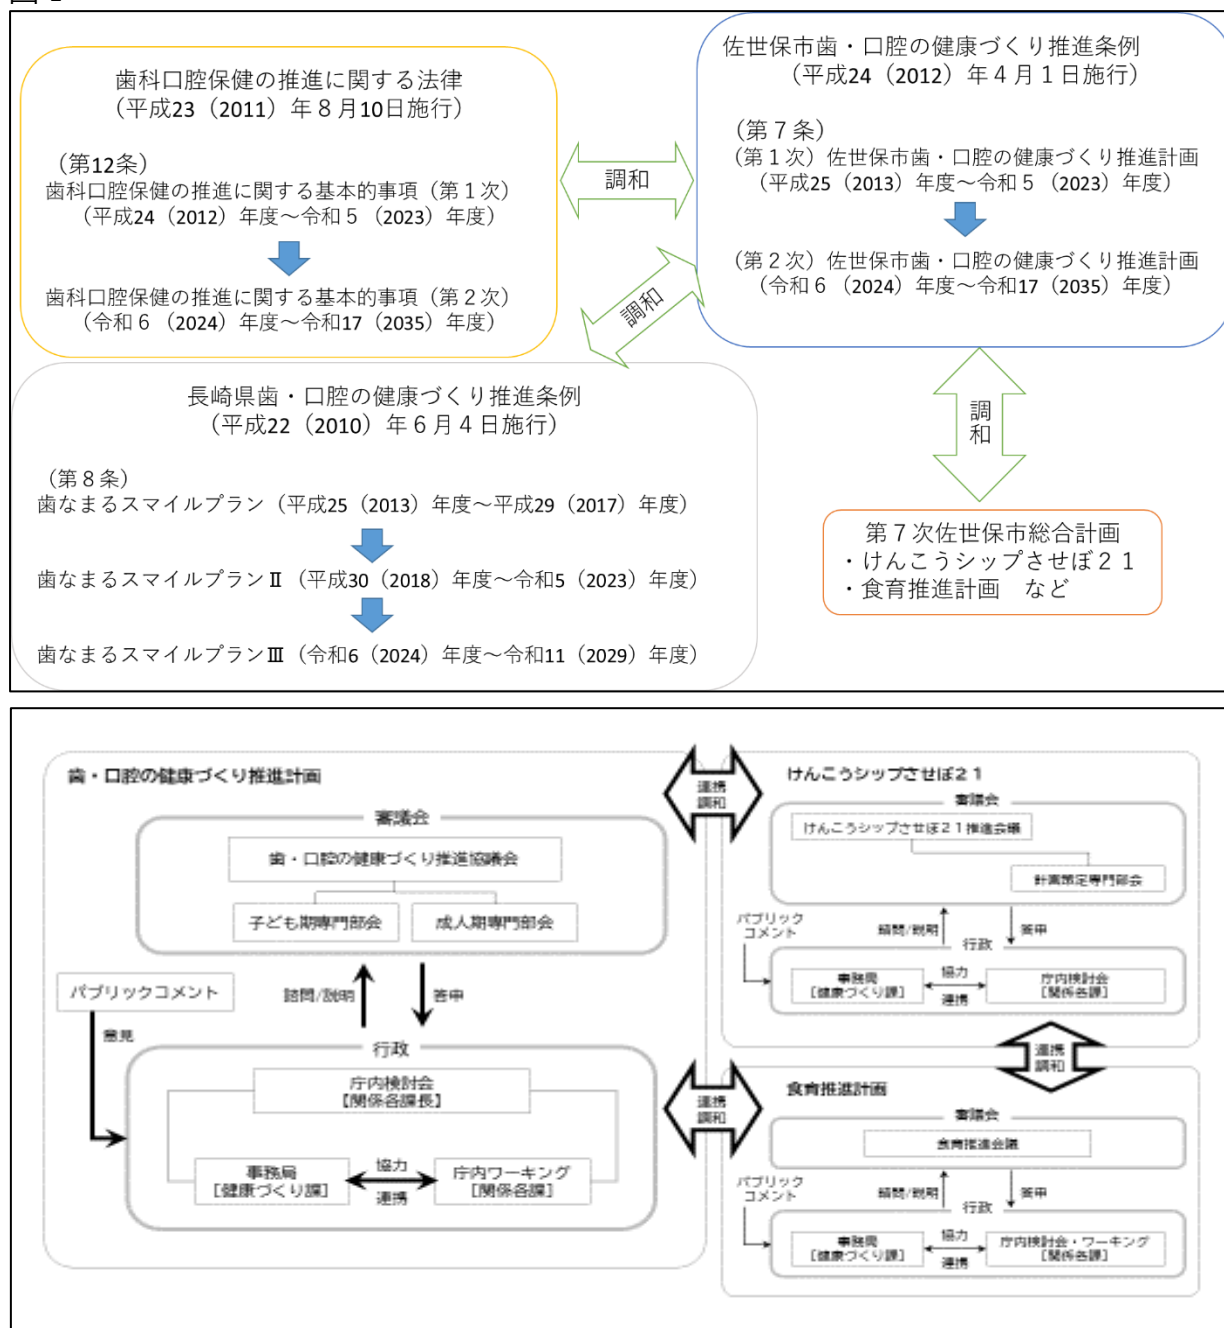 歯科口腔保健の推進に関する法律
（平成23（2011）年８月10日施行）
（第12条）
歯科口腔保健の推進に関する基本的事項（第１次）
（平成24（2012）年度～令和５（2023）年度）
歯科口腔保健の推進に関する基本的事項（第２次）
（令和６（2024）年度～令和17（2035）年度）
調和
佐世保市歯・口腔の健康づくり推進条例
（平成24（2012）年４月１日施行）
（第７条）
（第１次）佐世保市歯・口腔の健康づくり推進計画
（平成25（2013）年度～令和５（2023）年度）
（第２次）佐世保市歯・口腔の健康づくり推進計画
（令和６（2024）年度～令和17（2035）年度）
調和
長崎県歯・口腔の健康づくり推進条例
（平成22（2010）年６月４日施行）
（第８条）
歯なまるスマイルプラン（平成25（2013）年度～平成29（2017）年度）
歯なまるスマイルプランⅡ（平成30（2018）年度～令和5（2023）年度）
歯なまるスマイルプランⅢ（令和6（2024）年度～令和11（2029）年度）
調和
第７次佐世保市総合計画
・けんこうシップさせぼ２１
・食育推進計画　など
歯・口腔の健康づくり推進計画
審議会
歯・口腔の健康づくり推進協議会
子ども期専門部会
成人期専門部会
パブリックコメント
諮問/説明
答申
意見
行政
庁内検討会
［関係各課長］
事務局
［健康づくり課］
協力
連携
庁内ワーキング
［関係各課］
連携
調和
連携
調和
けんこうシップさせぼ２１
審議会
けんこうシップさせぼ２１推進会議
計画策定専門部会
パブリック
コメント
諮問/説明
答申
行政
事務局
［健康づくり課］
協力
連携
庁内検討会
［関係各課］
連携
調和
食育推進計画
審議会
食育推進会議
パブリック
コメント
諮問/説明
答申
行政
事務局
［健康づくり課］
協力
連携
庁内検討会・ワーキング
［関係各課］